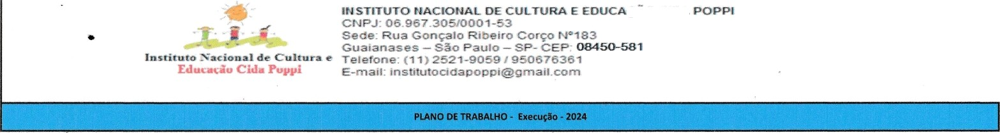 INSTITUTO NACIONAL DE CULTURA E EDUCA POPPI
CNPJ: 06.967.305/0001-53
Sede: Rua Gonçalo Ribeiro Corço Nº183
Guaianases – São Paulo – SP- CEP: 08450-581
Telefone: (11) 2521-9059 / 950676361
E-mail: institutocidapoppi@gmail.com
Instituto Nacional de Cultura e
Educação Cida Poppi
PLANO DE TRABALHO - Execução - 2024